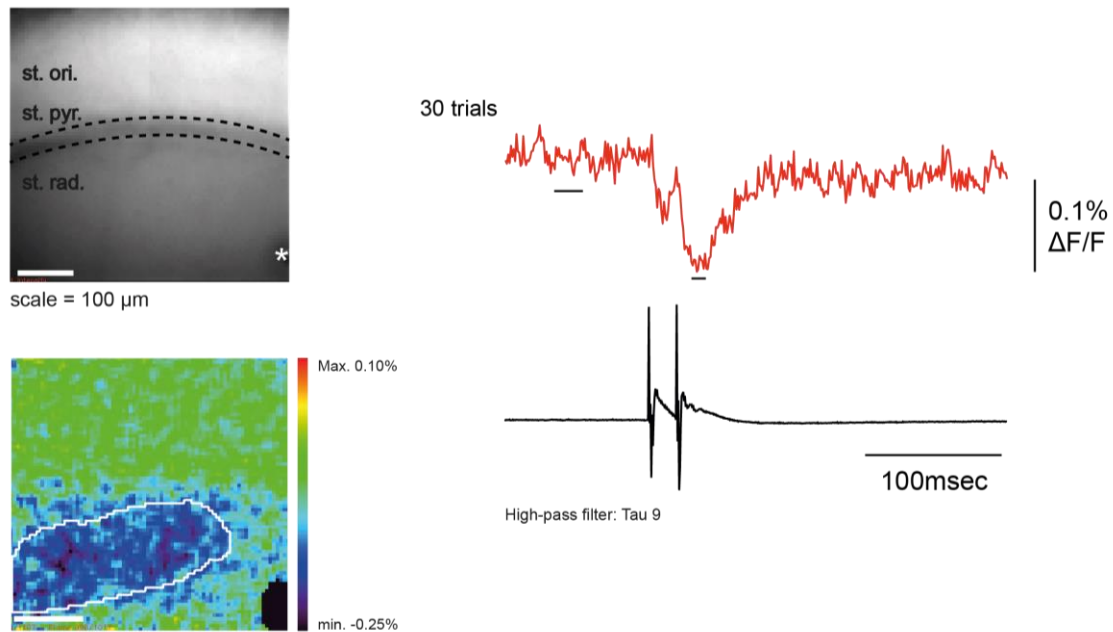 st. ori.
st. pyr.
st. rad.
*
scale = 100 µm
30 trials
0.1%
ΔF/F
100msec
High-pass filter: Tau 9
Max. 0.10%
min. -0.25%